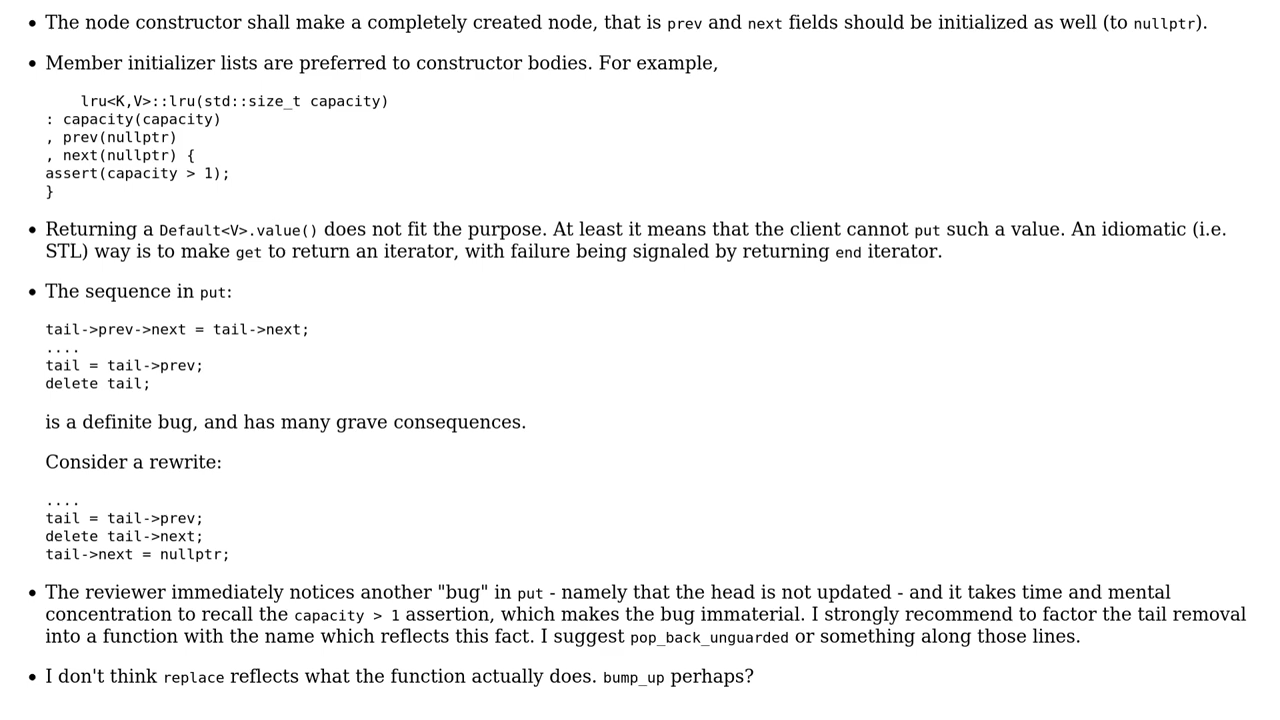 • The node constructor shall make a completely created node, that is prev and next fields should be initialized as well (to nullptr).
• Member initializer lists are preferred to constructor bodies. For example,
    lru<K,V>::lru(std::size_t capacity)
: capacity(capacity)
, prev(nullptr)
, next(nullptr) {
assert(capacity > 1);
}
• Returning a Default<V>.value() does not fit the purpose. At least it means that the client cannot put such a value. An idiomatic (i.e.
STL) way is to make get to return an iterator, with failure being signaled by returning end iterator.
• The sequence in put:
tail->prev->next = tail->next;
....
tail = tail->prev;
delete tail;
is a definite bug, and has many grave consequences.
Consider a rewrite:
....
tail = tail->prev;
delete tail->next;
tail->next = nullptr;
• The reviewer immediately notices another "bug" in put - namely that the head is not updated - and it takes time and mental
concentration to recall the capacity > 1 assertion, which makes the bug immaterial. I strongly recommend to factor the tail removal
into a function with the name which reflects this fact. I suggest pop_back_unguarded or something along those lines.
• I don't think replace reflects what the function actually does. bump_up perhaps?